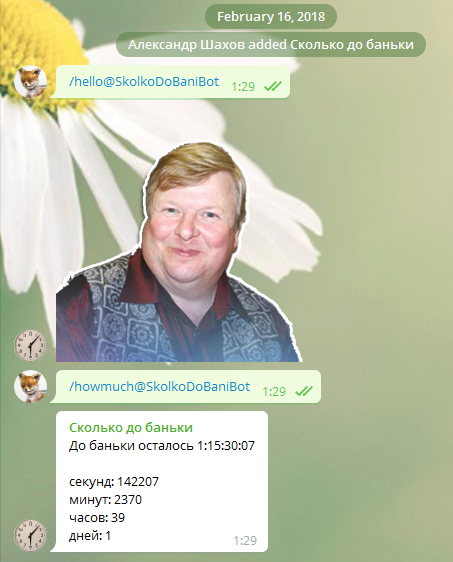 February 16, 2018
Александр Шахов added Сколько до баньки
/hello@SkolkoDoBaniBot 1:29
/howmuch@SkolkoDoBaniBot 1:29
Сколько до баньки
До баньки осталось 1:15:30:07
секунд: 142207
минут: 2370
часов: 39
дней: 1 1:29